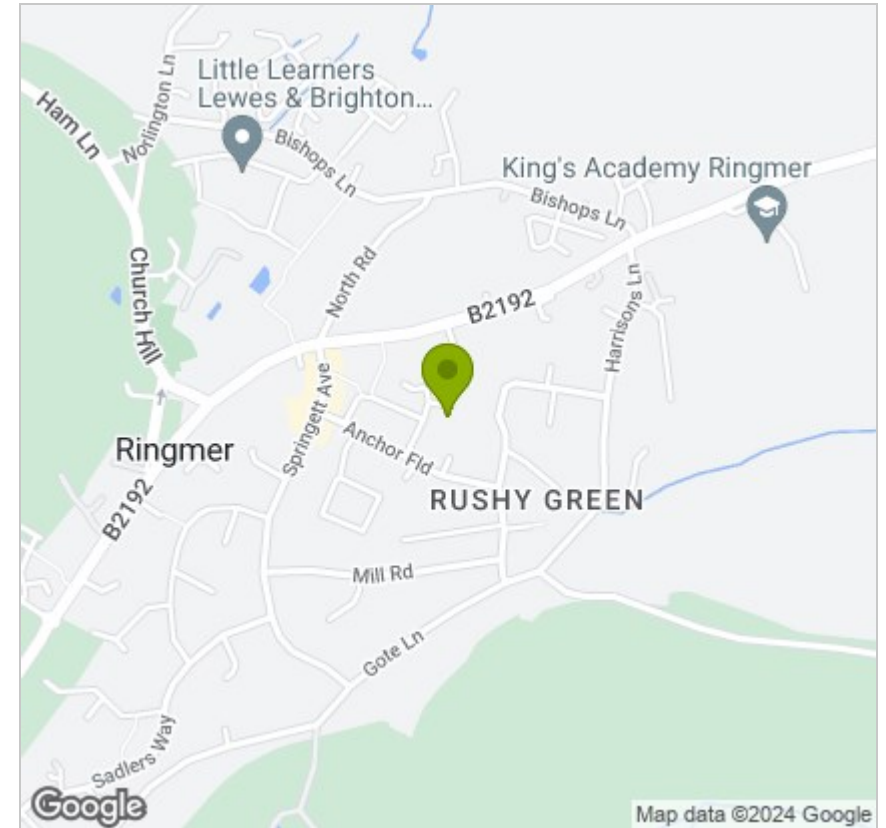 Little Learners
Lewes & Brighton...
Ham Ln
Norlington Ln
Bishops Ln
King's Academy Ringmer
Bishops Ln
Church Hill
North Rd
B2192
Harrisons Ln
Springett Ave
Ringmer
Anchor Fld
B2192
RUSHY GREEN
Mill Rd
Gote Ln
Sadlers Way
Google
Map data ©2024 Google